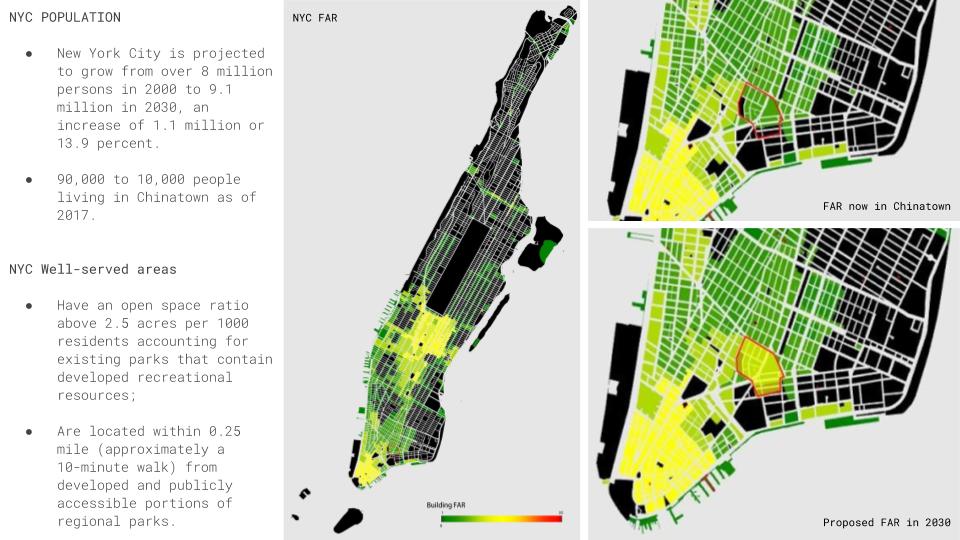 NYC POPULATION
● New York City is projected
to grow from over 8 million
persons in 2000 to 9.1
million in 2030, an
increase of 1.1 million or
13.9 percent.
● 90,000 to 10,000 people
living in Chinatown as of
2017.
NYC Well-served areas
● Have an open space ratio
above 2.5 acres per 1000
residents accounting for
existing parks that contain
developed recreational
resources;
● Are located within 0.25
mile (approximately a
10-minute walk) from
developed and publicly
accessible portions of
regional parks.
NYC FAR
Building FAR
FAR now in Chinatown
Proposed FAR in 2030